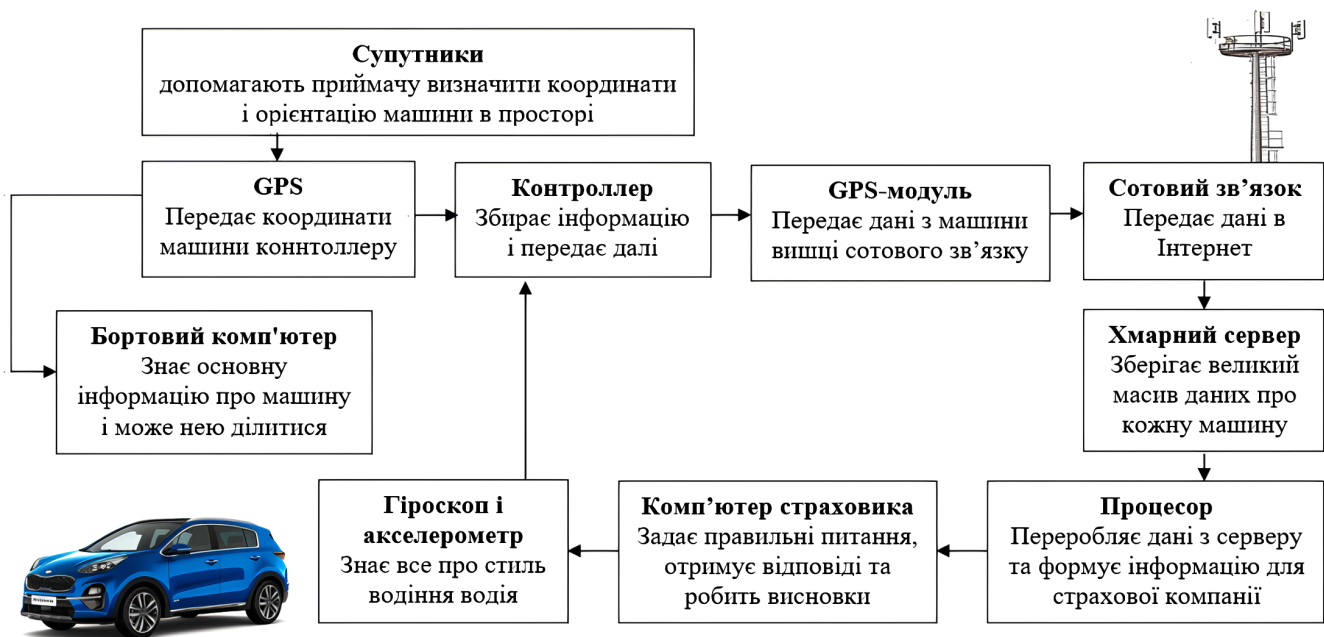 Супутники
допомагають приймачу визначити координати
і орієнтацію машини в просторі
GPS
Передає координати
машини коннтоллеру
Контроллер
Збирає інформацію
і передає далі
GPS-модуль
Передає дані з машини
вишці сотового зв’язку
Сотовий зв’язок
Передає дані в
Інтернет
Бортовий комп'ютер
Знає основну
інформацію про машину
і може нею ділитися
Хмарний сервер
Зберігає великий
масив даних про
кожну машину
Гіроскоп і
акселерометр
Знає все про стиль
водіння водія
Комп’ютер страховика
Задає правильні питання,
отримує відповіді та
робить висновки
Процесор
Переробляє дані з серверу
та формує інформацію для
страхової компанії